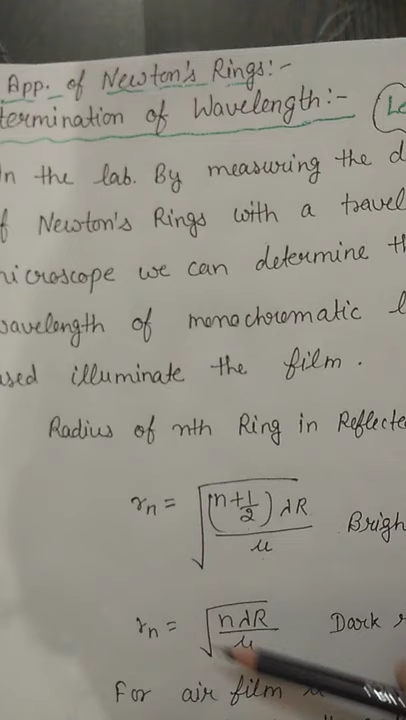 App. of Newton's Rings:-
termination of Wavelength:-
In the lab. By measuring the d
f Newton's Rings with a travel
microscope we can determine th
wavelength of monochromatic l
used illuminate the film.
Radius of nth Ring in Reflecte
rn = √((n+1/2)λR/μ) Brigh
rn = √(nλR/μ) Dark r
For air film